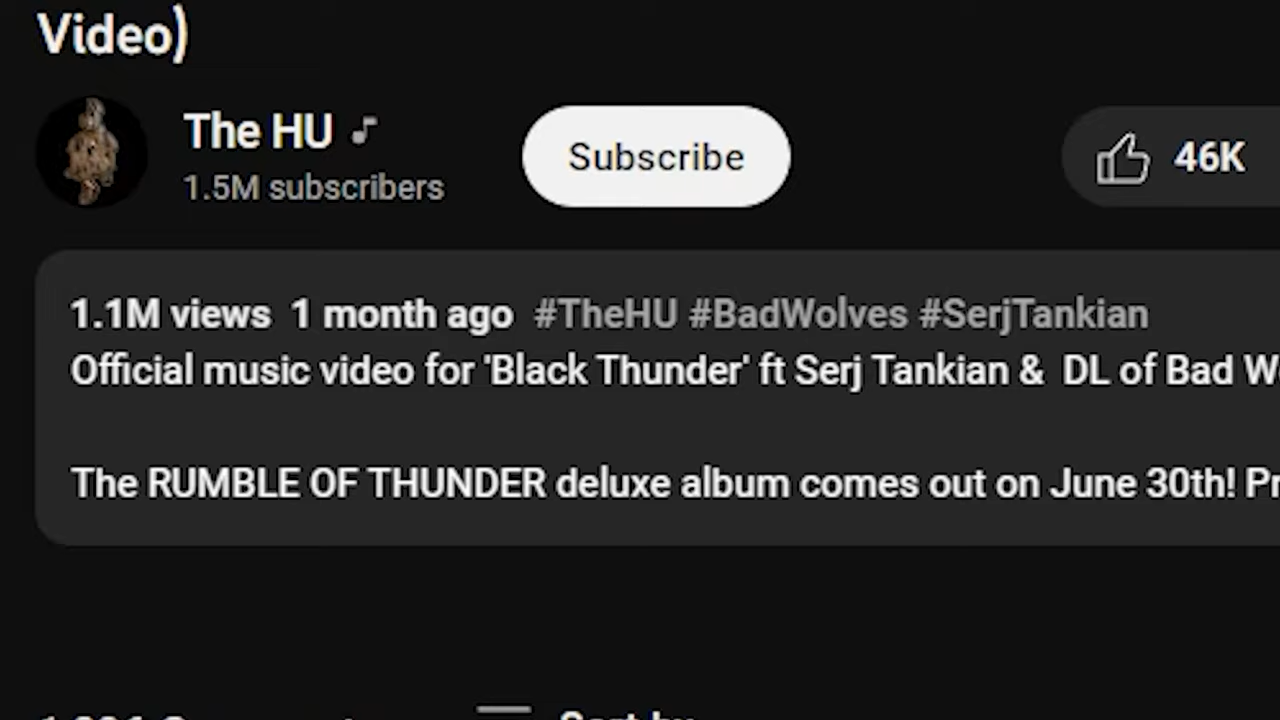 Video)
The HU
1.5M subscribers
Subscribe
46K
1.1M views 1 month ago #TheHU #BadWolves #SerjTankian
Official music video for 'Black Thunder' ft Serj Tankian & DL of Bad
The RUMBLE OF THUNDER deluxe album comes out on June 30th!
Sort by